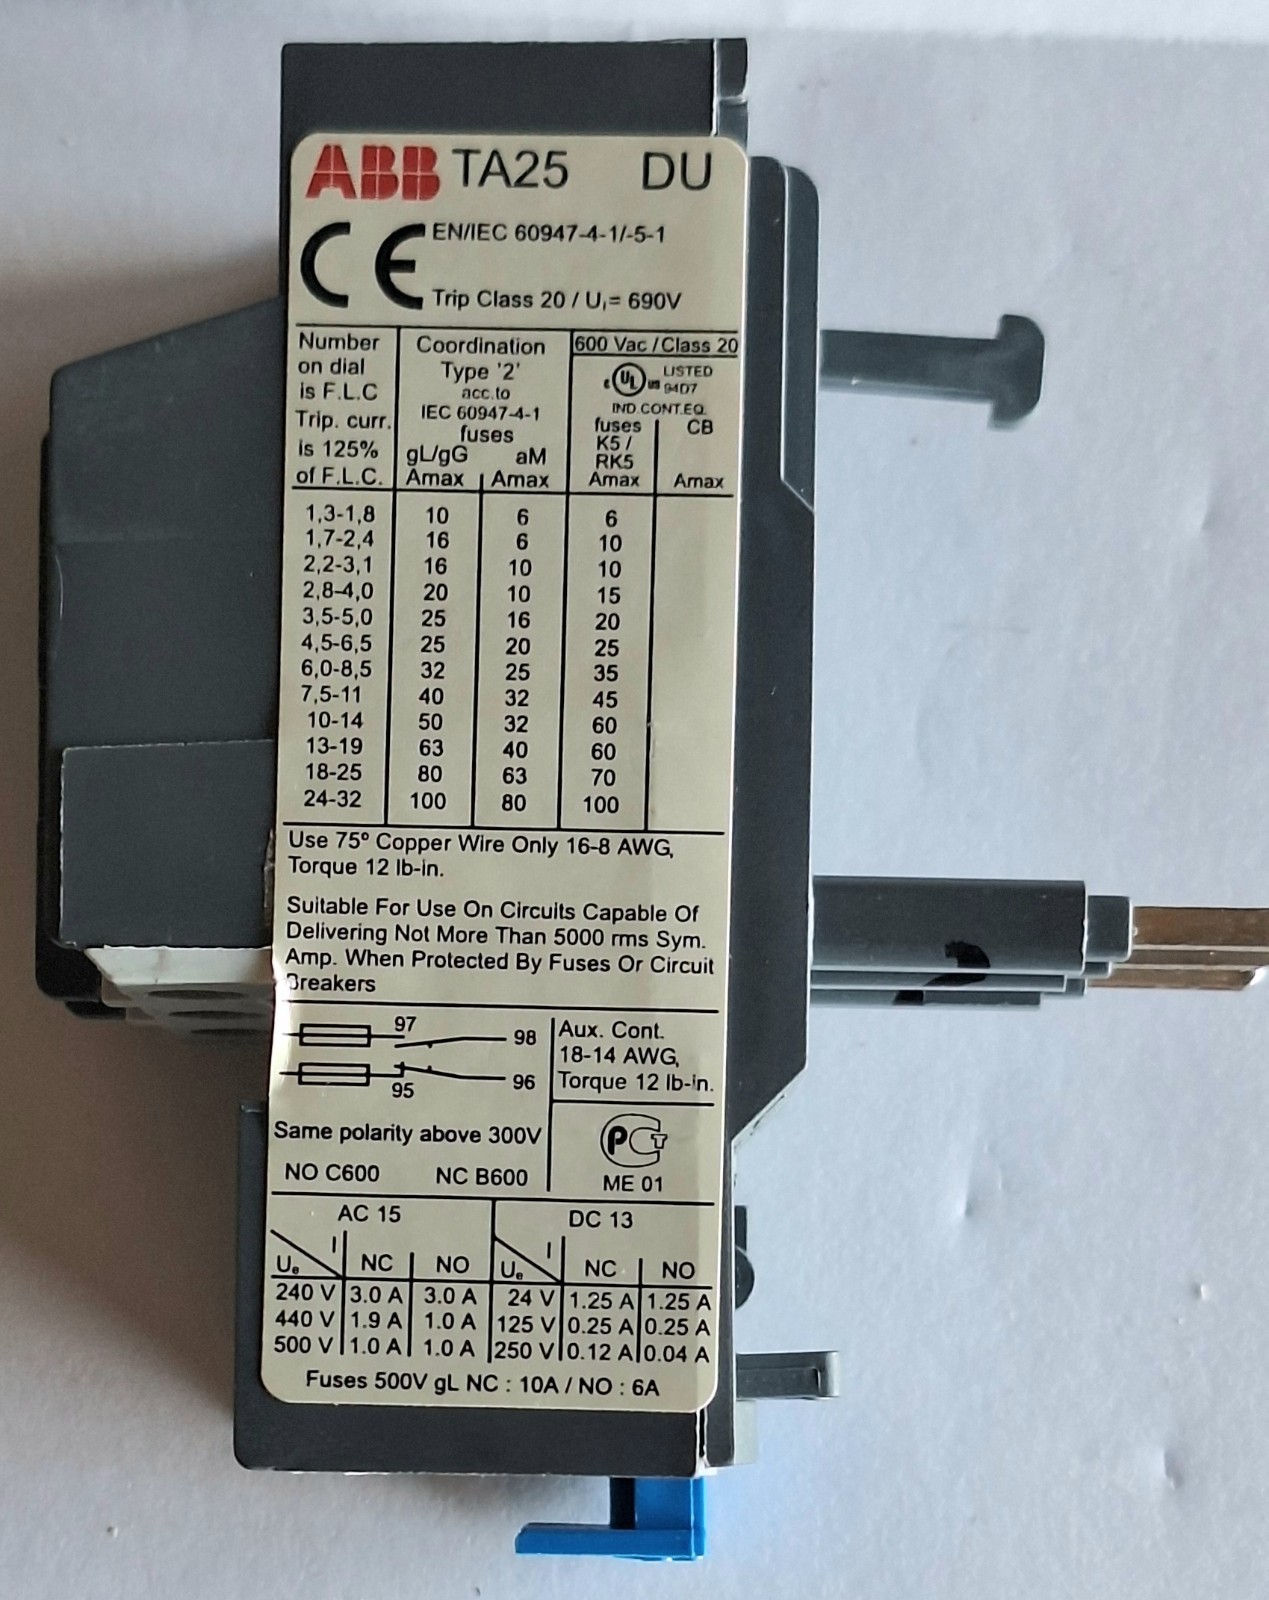 ABB TA25 DU
CE EN/IEC 60947-4-1/-5-1
Trip Class 20 / Ui= 690V
Number on dial is F.L.C Trip. curr. is 125% of F.L.C.
Coordination Type '2' acc.to IEC 60947-4-1 fuses
gL/gG Amax
aM Amax
600 Vac / Class 20
c UL us LISTED 94D7
IND.CONT.EQ.
fuses K5 / RK5 Amax
CB Amax
1,3-1,8 10 6 6
1,7-2,4 16 6 10
2,2-3,1 16 10 10
2,8-4,0 20 10 15
3,5-5,0 25 16 20
4,5-6,5 25 20 25
6,0-8,5 32 25 35
7,5-11 40 32 45
10-14 50 32 60
13-19 63 40 60
18-25 80 63 70
24-32 100 80 100
Use 75° Copper Wire Only 16-8 AWG,
Torque 12 lb-in.
Suitable For Use On Circuits Capable Of
Delivering Not More Than 5000 rms Sym.
Amp. When Protected By Fuses Or Circuit
Breakers
97 98
95 96
Aux. Cont.
18-14 AWG,
Torque 12 lb-in.
Same polarity above 300V
NO C600 NC B600
PCT
ME 01
AC 15 DC 13
Ue I NC NO Ue I NC NO
240 V 3.0 A 3.0 A 24 V 1.25 A 1.25 A
440 V 1.9 A 1.0 A 125 V 0.25 A 0.25 A
500 V 1.0 A 1.0 A 250 V 0.12 A 0.04 A
Fuses 500V gL NC : 10A / NO : 6A